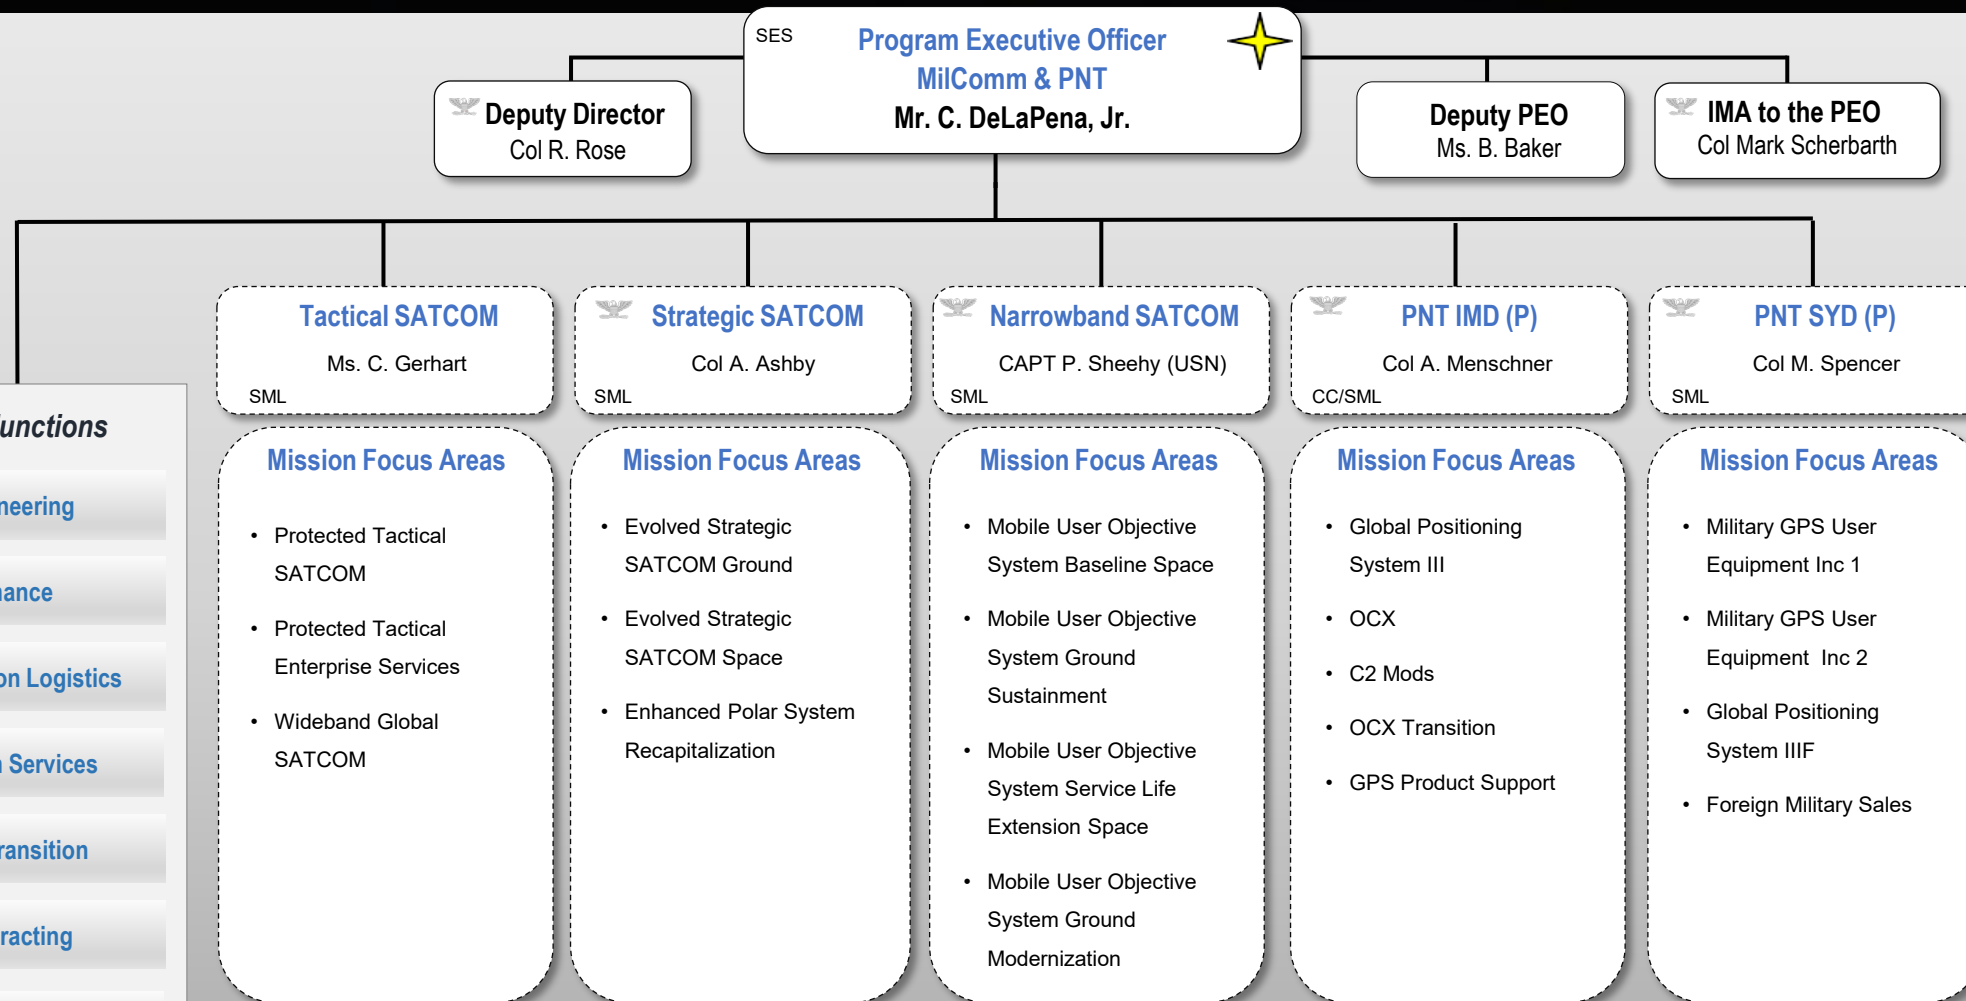 SES
Program Executive Officer
MilComm & PNT
Mr. C. DeLaPena, Jr.
Deputy Director
Col R. Rose
Deputy PEO
Ms. B. Baker
IMA to the PEO
Col Mark Scherbarth
Tactical SATCOM
Ms. C. Gerhart
SML
Strategic SATCOM
Col A. Ashby
SML
Narrowband SATCOM
CAPT P. Sheehy (USN)
SML
PNT IMD (P)
Col A. Menschner
CC/SML
PNT SYD (P)
Col M. Spencer
SML
Logistics
Services
Mission Focus Areas
• Protected Tactical
SATCOM
• Protected Tactical
Enterprise Services
• Wideband Global
SATCOM
Mission Focus Areas
• Evolved Strategic
SATCOM Ground
• Evolved Strategic
SATCOM Space
• Enhanced Polar System
Recapitalization
Mission Focus Areas
• Mobile User Objective
System Baseline Space
• Mobile User Objective
System Ground
Sustainment
• Mobile User Objective
System Service Life
Extension Space
• Mobile User Objective
System Ground
Modernization
Mission Focus Areas
• Global Positioning
System III
• OCX
• C2 Mods
• OCX Transition
• GPS Product Support
Mission Focus Areas
• Military GPS User
Equipment Inc 1
• Military GPS User
Equipment Inc 2
• Global Positioning
System IIIF
• Foreign Military Sales